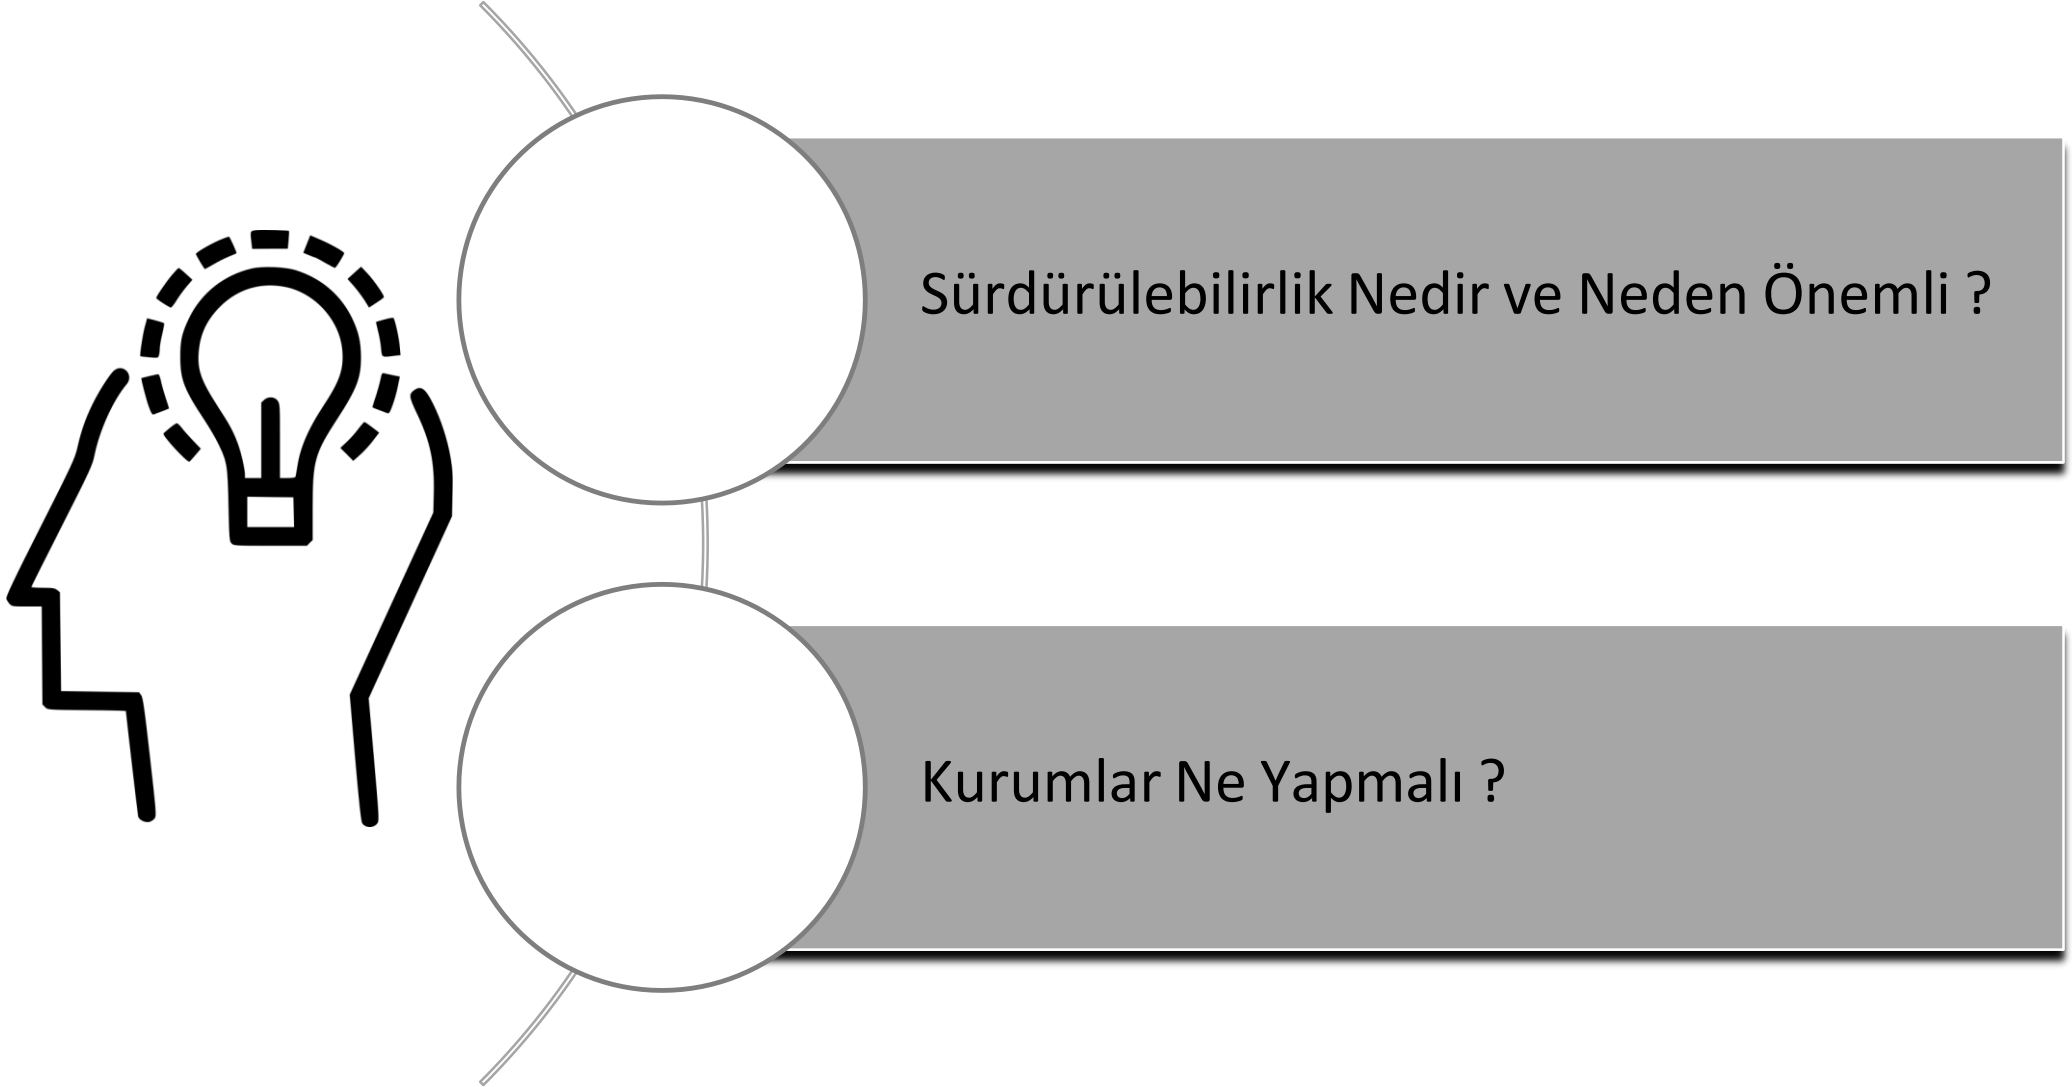 Sürdürülebilirlik Nedir ve Neden Önemli ?
Kurumlar Ne Yapmalı ?